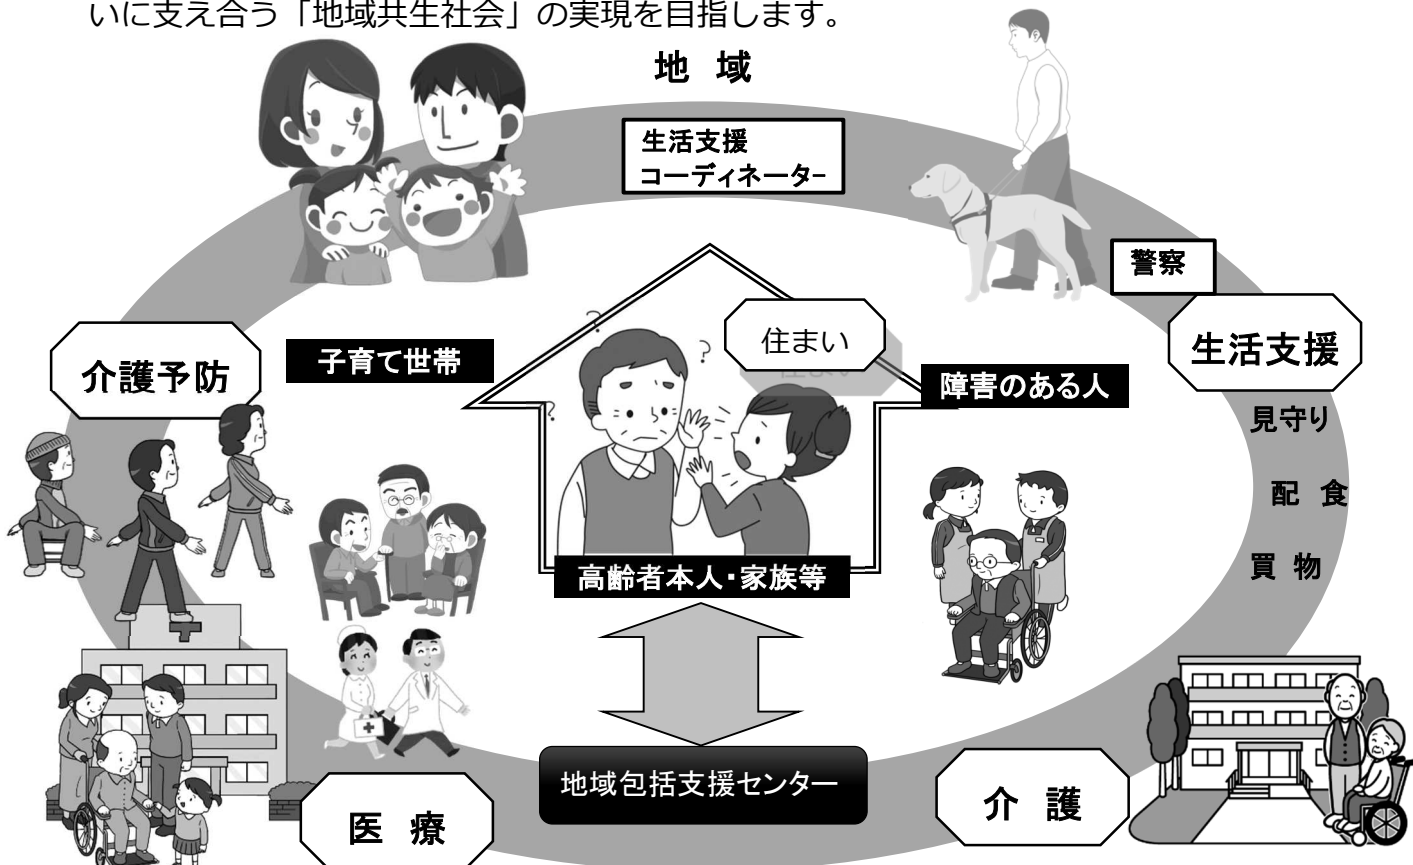 いに支え合う「地域共生社会」の実現を目指します。
地 域
生活支援
コーディネーター
警察
生活支援
住まい
介護予防
子育て世帯
障害のある人
見守り
配 食
買 物
高齢者本人・家族等
地域包括支援センター
介 護
医 療